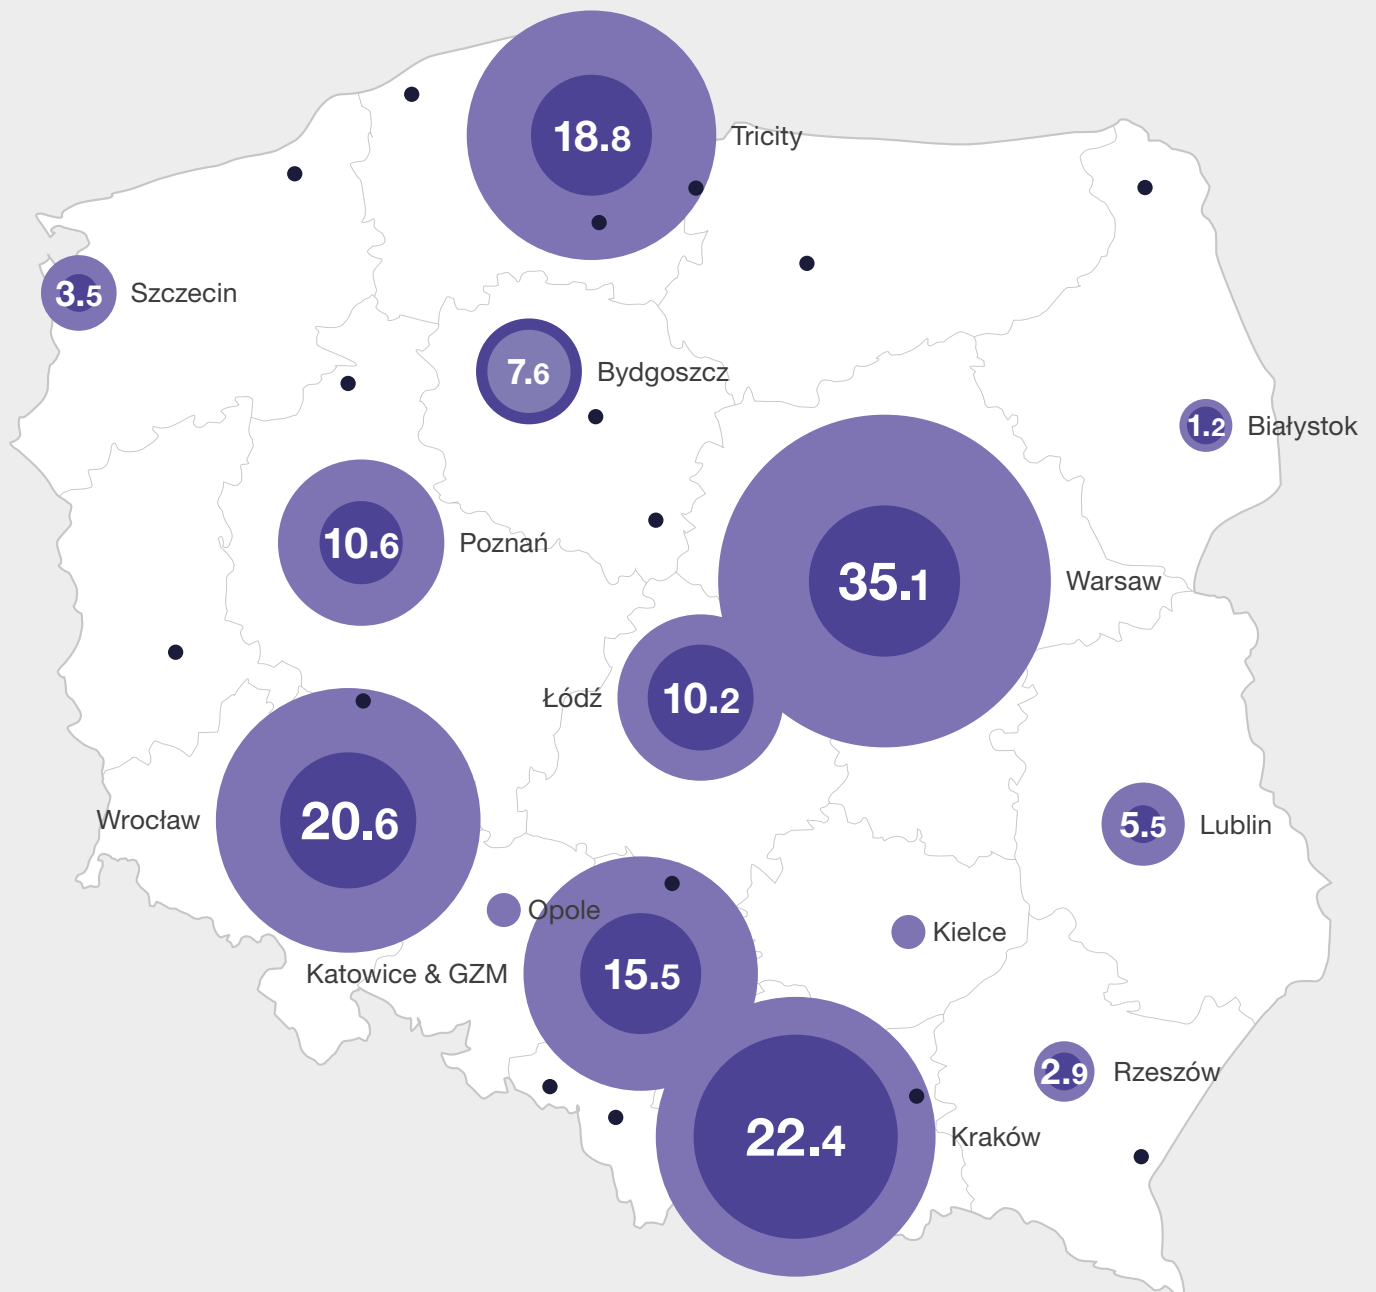 18.8
Tricity
3.5
Szczecin
7.6
Bydgoszcz
1.2
Białystok
10.6
Poznań
35.1
Warsaw
Łódź
10.2
Wrocław
20.6
5.5
Lublin
Opole
Kielce
Katowice & GZM
15.5
2.9
Rzeszów
22.4
Kraków